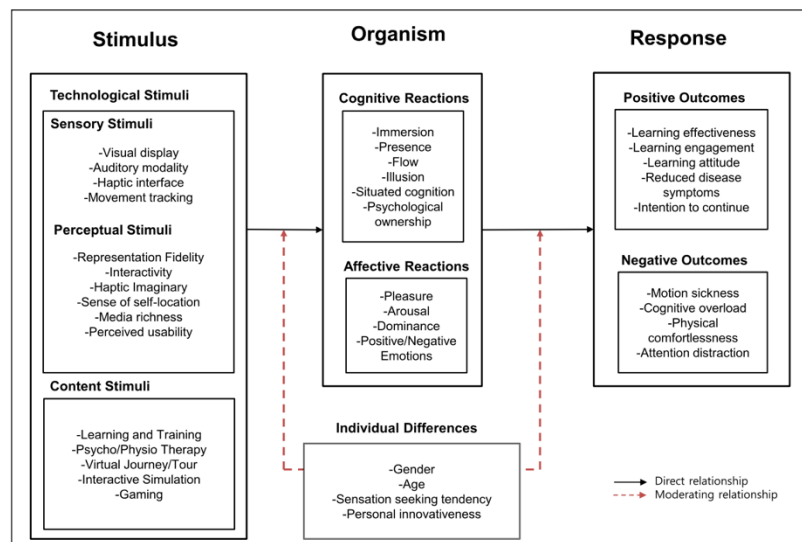 Stimulus
Technological Stimuli
Sensory Stimuli
-Visual display
-Auditory modality
-Haptic interface
-Movement tracking
Perceptual Stimuli
-Representation Fidelity
-Interactivity
-Haptic Imaginary
-Sense of self-location
-Media richness
-Perceived usability
Content Stimuli
-Learning and Training
-Psycho/Physio Therapy
-Virtual Journey/Tour
-Interactive Simulation
-Gaming
Organism
Cognitive Reactions
-Immersion
-Presence
-Flow
-Illusion
-Situated cognition
-Psychological
ownership
Affective Reactions
-Pleasure
-Arousal
-Dominance
-Positive/Negative
Emotions
Individual Differences
-Gender
-Age
-Sensation seeking tendency
-Personal innovativeness
Response
Positive Outcomes
-Learning effectiveness
-Learning engagement
-Learning attitude
-Reduced disease
symptoms
-Intention to continue
Negative Outcomes
-Motion sickness
-Cognitive overload
-Physical
comfortlessness
-Attention distraction
Direct relationship
Moderating relationship